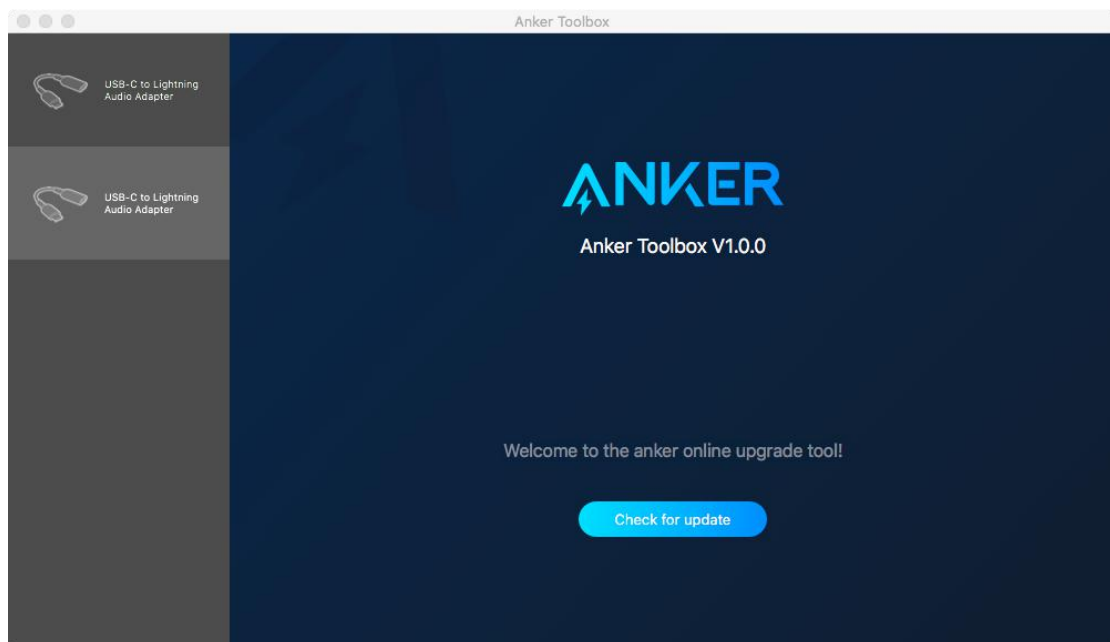 Anker Toolbox
USB-C to Lightning
Audio Adapter
USB-C to Lightning
Audio Adapter
ANKER
Anker Toolbox V1.0.0
Welcome to the anker online upgrade tool!
Check for update